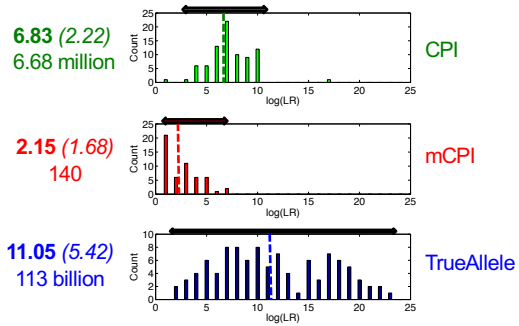 6.83 (2.22)
6.68 million
Count
25
20
15
10
5
0
0 5 10 15 20 25
log(LR)
CPI
2.15 (1.68)
140
Count
25
20
15
10
5
0
0 5 10 15 20 25
log(LR)
mCPI
11.05 (5.42)
113 billion
Count
10
8
6
4
2
0
0 5 10 15 20 25
log(LR)
TrueAllele